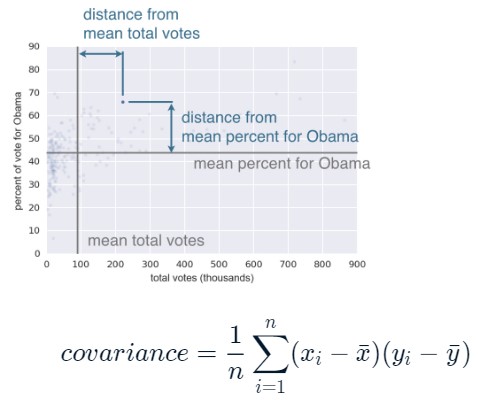 distance from
mean total votes
90
80
70
60
50
40
30
20
10
0
percent of vote for Obama
distance from
mean percent for Obama
mean percent for Obama
mean total votes
0 100 200 300 400 500 600 700 800 900
total votes (thousands)
covariance = \frac{1}{n} \sum_{i=1}^{n} (x_i - \bar{x})(y_i - \bar{y})